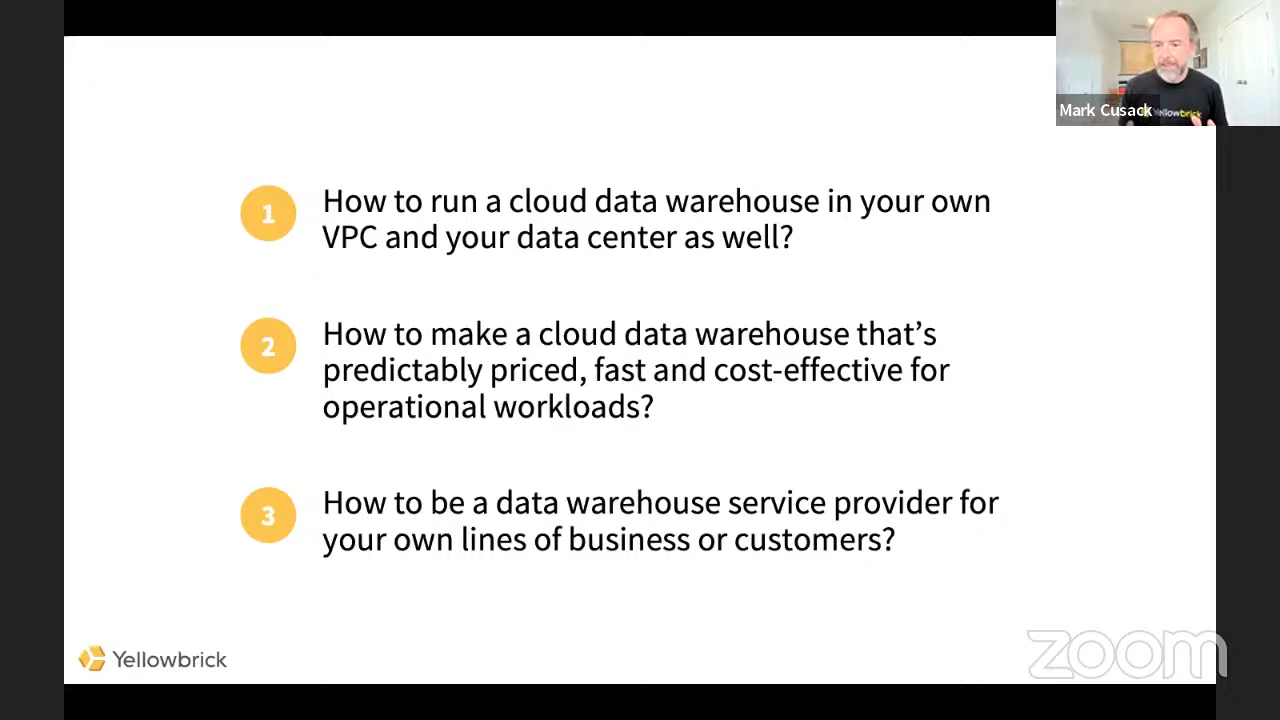 Mark Cusack
Yellowbrick
1
How to run a cloud data warehouse in your own
VPC and your data center as well?
2
How to make a cloud data warehouse that’s
predictably priced, fast and cost-effective for
operational workloads?
3
How to be a data warehouse service provider for
your own lines of business or customers?
Yellowbrick
zoom